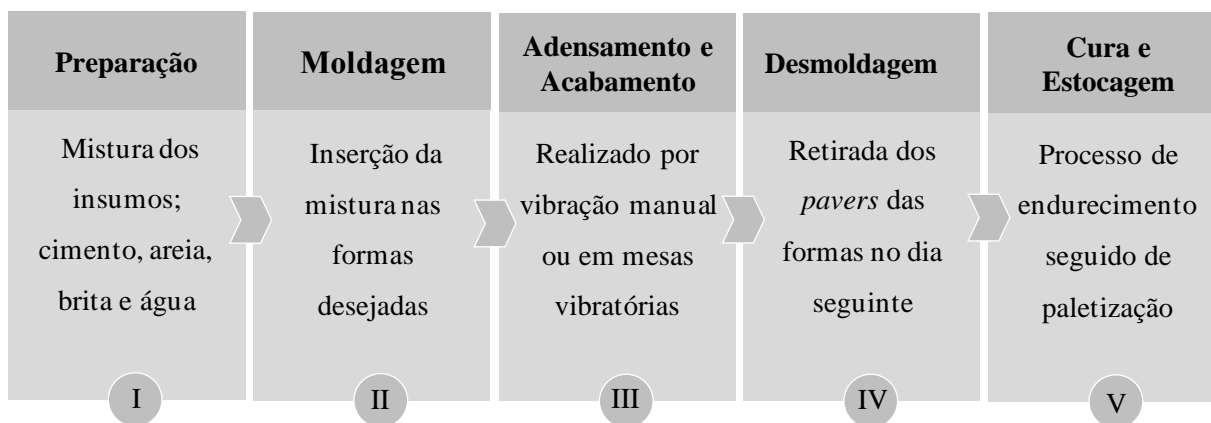 Preparação
Mistura dos
insumos;
cimento, areia,
brita e água
I
Moldagem
Inserção da
mistura nas
formas
desejadas
II
Adensamento e
Acabamento
Realizado por
vibração manual
ou em mesas
vibratórias
III
Desmoldagem
Retirada dos
pavers das
formas no dia
seguinte
IV
Cura e
Estocagem
Processo de
endurecimento
seguido de
paletização
V